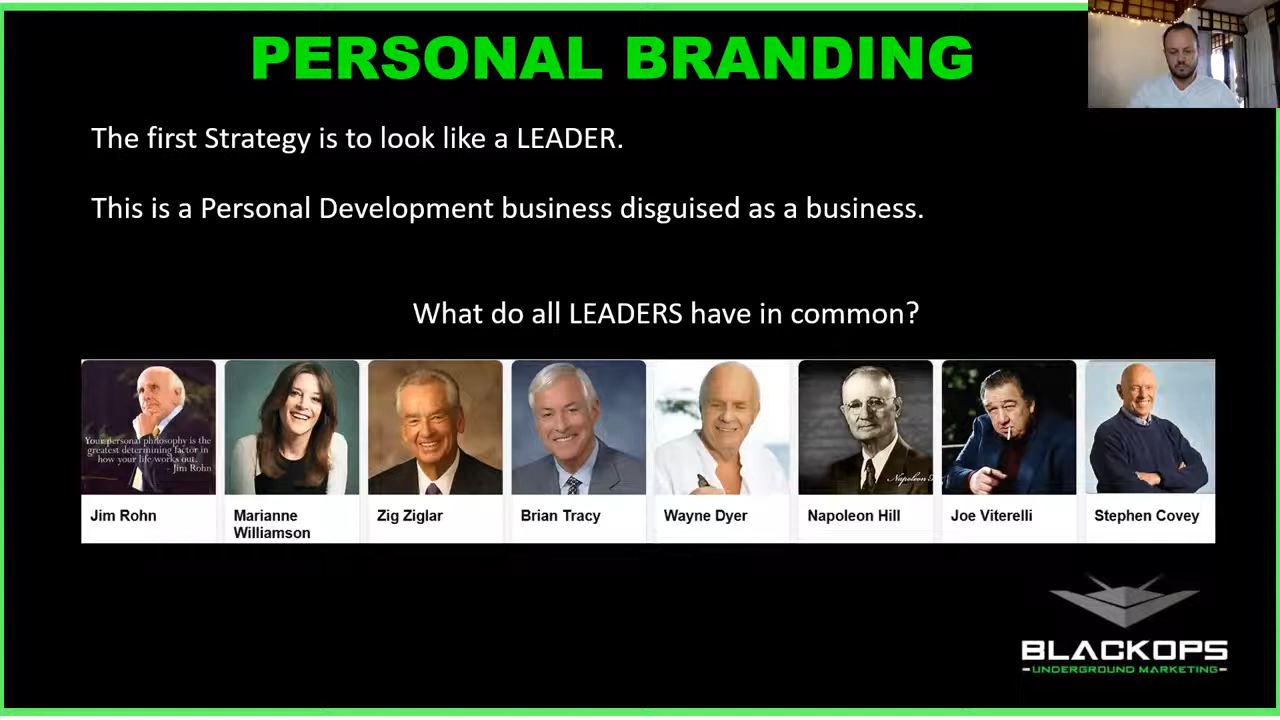 PERSONAL BRANDING
The first Strategy is to look like a LEADER.
This is a Personal Development business disguised as a business.
What do all LEADERS have in common?
Your personal philosophy is the
greatest determining factor in
how your life works out.
Jim Rohn
Jim Rohn
Marianne
Williamson
Zig Ziglar
Brian Tracy
Wayne Dyer
Napoleon
Napoleon Hill
Joe Viterelli
Stephen Covey
BLACKOPS
UNDERGROUND MARKETING